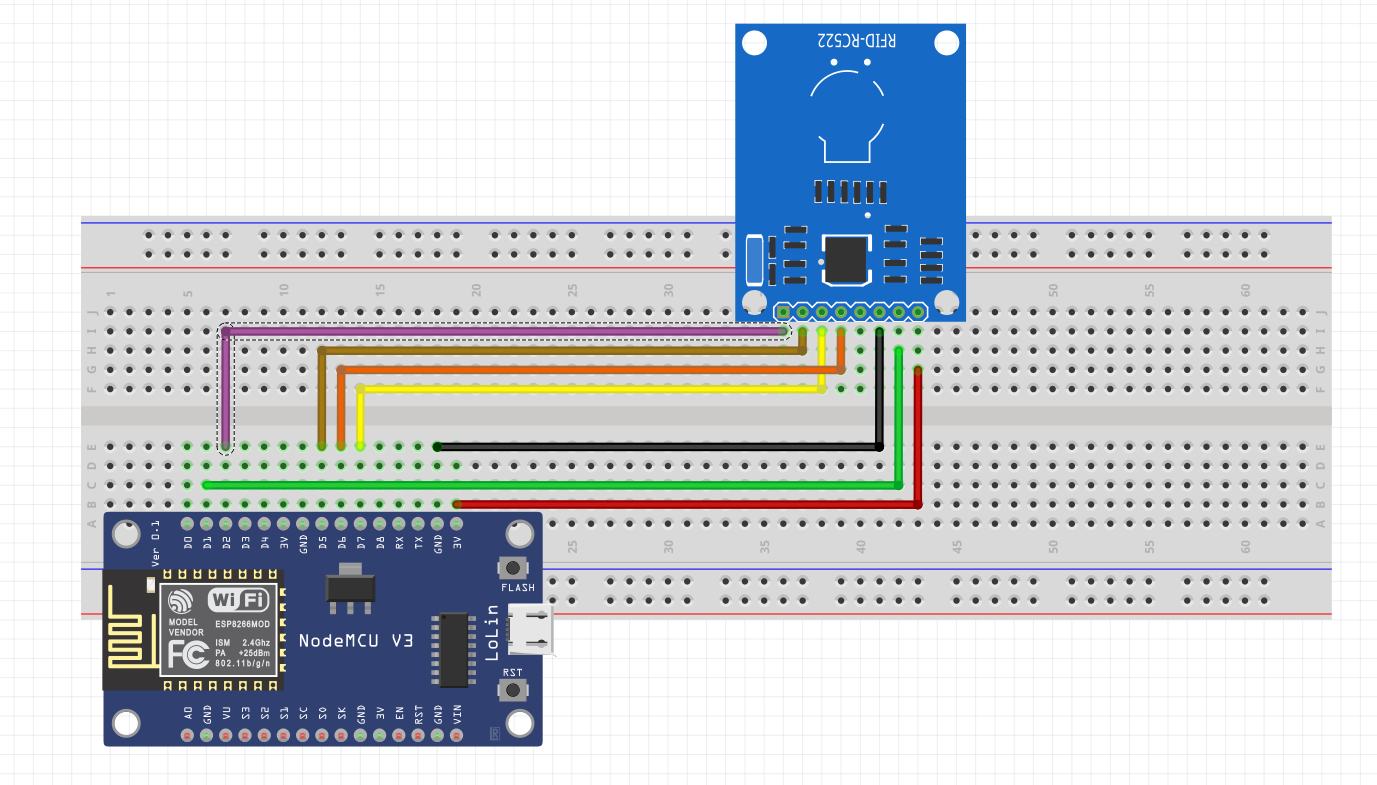 RFID-RC522
1 5 10 15 20 25 30 50 55 60
J J
I I
H H
G G
F F
E E
D D
C C
B B
A A
Ver 0.1
D0 D1 D2 D3 D4 3V GND D5 D6 D7 D8 RX TX GND 3V
25 30 35 40 45 50 55 60
FLASH
WiFi
MODEL
VENDOR
ESP8266MOD
FC
ISM 2.4Ghz
PA +25dBm
802.11b/g/n
NodeMCU V3
LoLin
RST
A0 GND VU S3 S2 S1 SC S0 SK GND 3V EN RST GND VIN